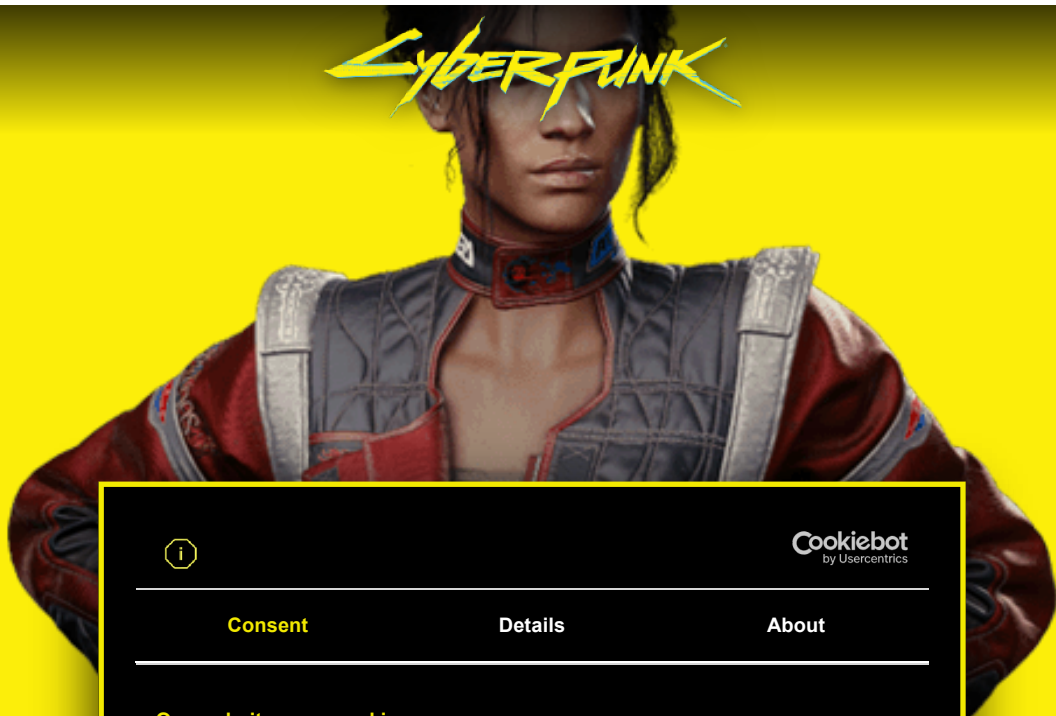 Cyberpunk
Cookiebot
by Usercentrics
Consent
Details
About